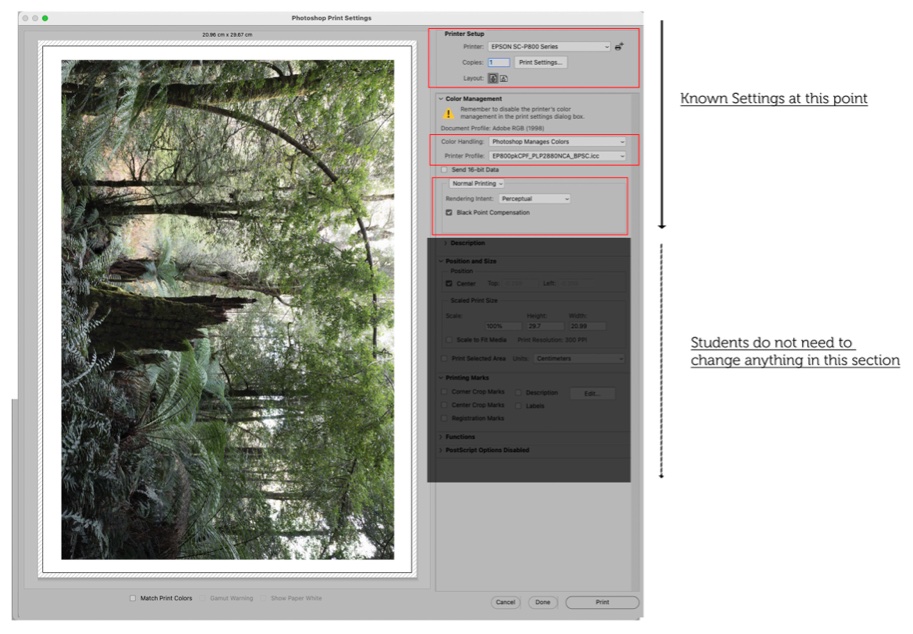 Photoshop Print Settings
20.96 cm x 29.67 cm
Printer Setup
Printer: EPSON SC-P800 Series
Copies: 1 Print Settings...
Layout:
Color Management
Remember to disable the printer's color
management in the print settings dialog box.
Document Profile: Adobe RGB (1998)
Color Handling: Photoshop Manages Colors
Printer Profile: EP800pkCPF_PLP2880NCA_BPSC.icc
Send 16-bit Data
Normal Printing
Rendering Intent: Perceptual
Black Point Compensation
Description
Position and Size
Position
Center Top: Left:
Scaled Print Size
Scale: Height: Width:
100% 29.7 20.99
Scale to Fit Media Print Resolution: 300 PPI
Print Selected Area Units: Centimeters
Printing Marks
Corner Crop Marks Description Edit...
Center Crop Marks Labels
Registration Marks
Functions
PostScript Options Disabled
Match Print Colors Gamut Warning Show Paper White
Cancel Done Print
Known Settings at this point
Students do not need to
change anything in this section